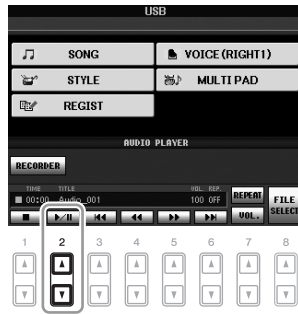 USB
SONG
VOICE (RIGHT1)
STYLE
MULTI PAD
REGIST
AUDIO PLAYER
RECORDER
TIME TITLE VOL. REP.
00:00 Audio_001 100 OFF
REPEAT
FILE SELECT
VOL.
1 2 3 4 5 6 7 8